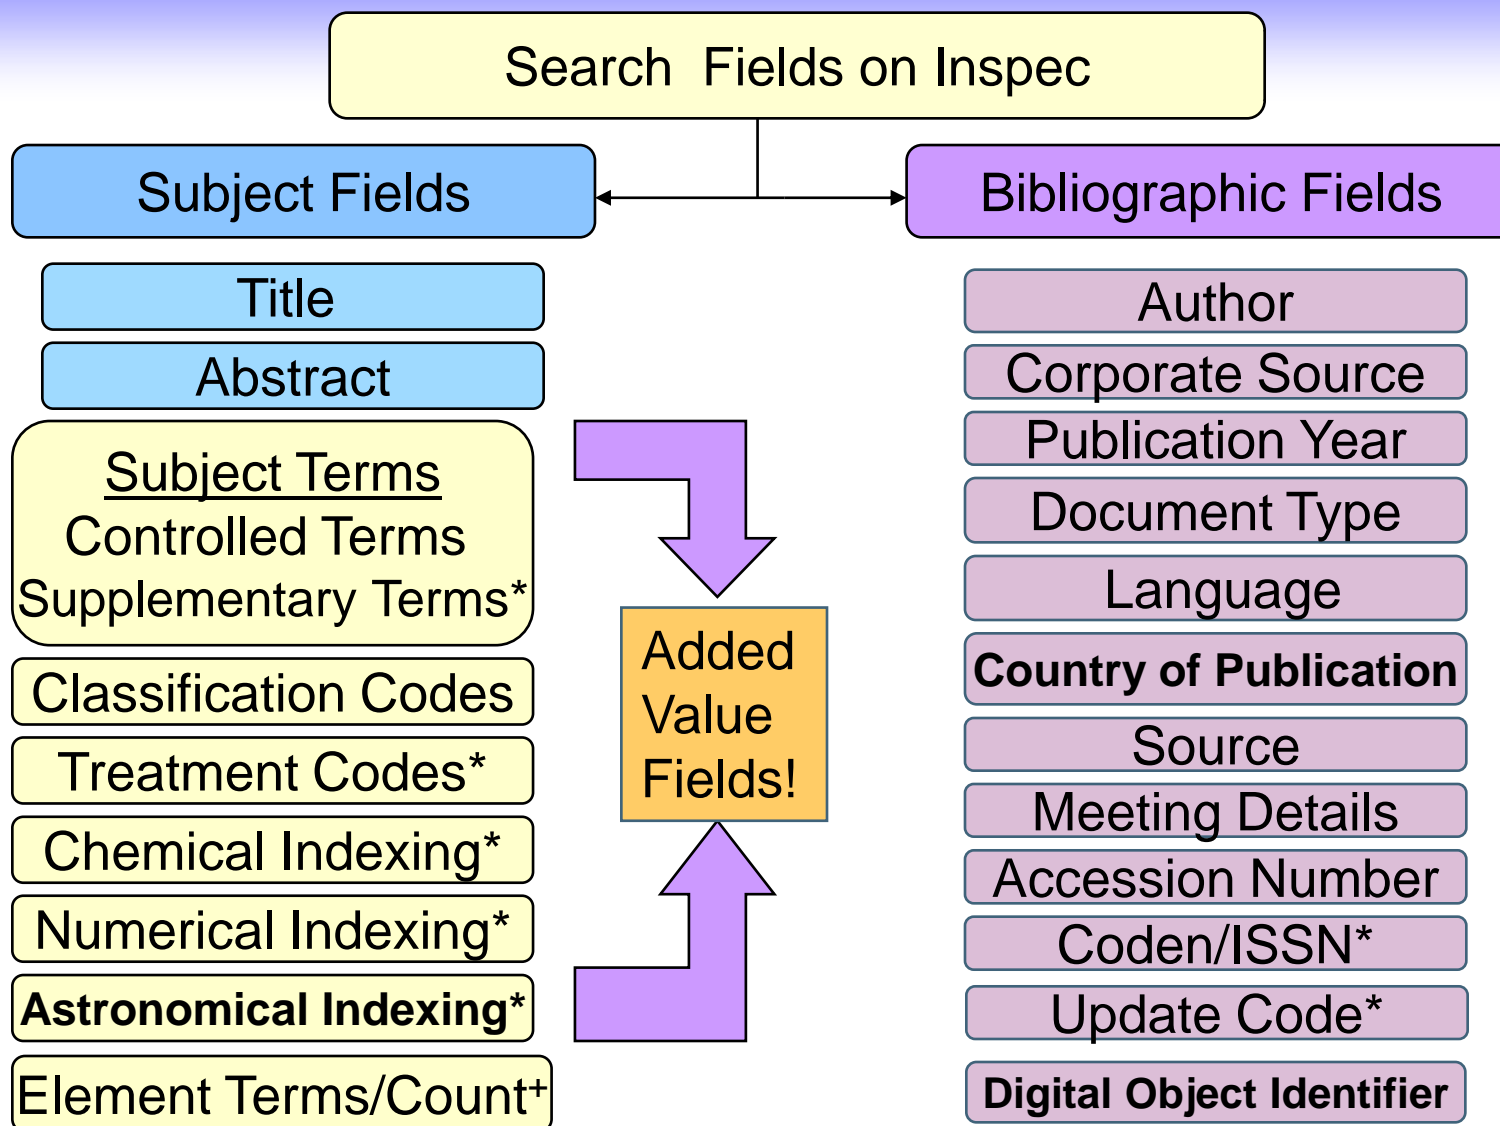 Search Fields on Inspec
Subject Fields
Bibliographic Fields
Title
Abstract
Subject Terms
Controlled Terms
Supplementary Terms*
Classification Codes
Treatment Codes*
Chemical Indexing*
Numerical Indexing*
Astronomical Indexing*
Element Terms/Count+
Added
Value
Fields!
Author
Corporate Source
Publication Year
Document Type
Language
Country of Publication
Source
Meeting Details
Accession Number
Coden/ISSN*
Update Code*
Digital Object Identifier